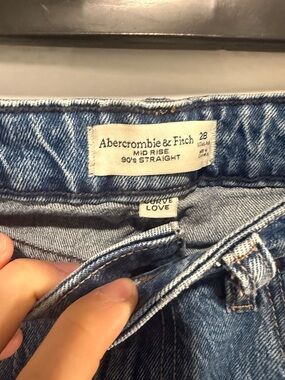 Abercrombie & Fitch 28
MID RISE
90's STRAIGHT
CURVE
LOVE